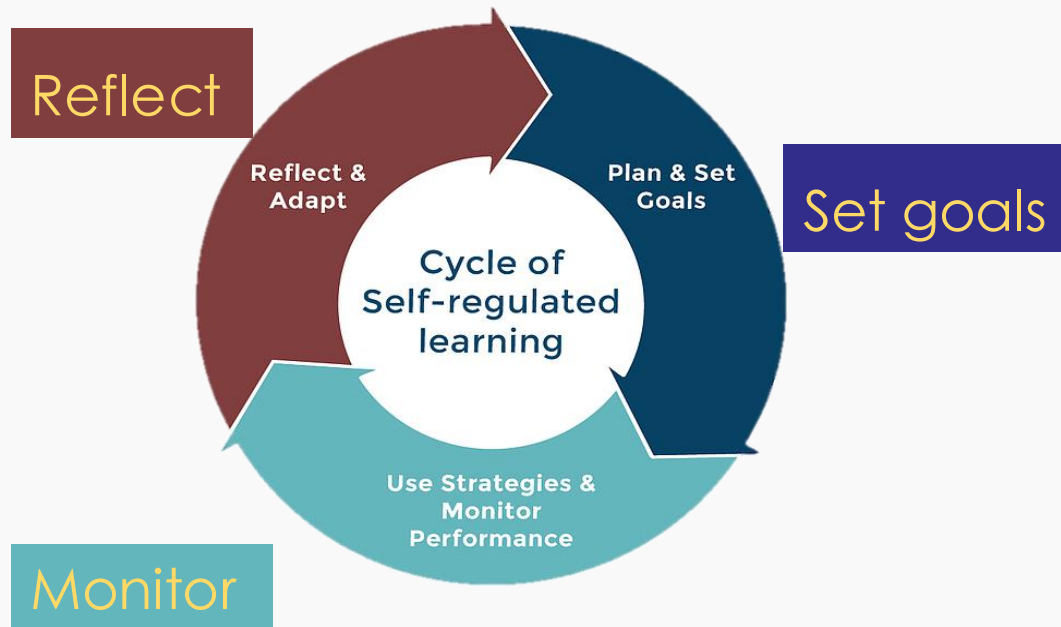 Reflect
Reflect &
Adapt
Plan & Set
Goals
Set goals
Cycle of
Self-regulated
learning
Use Strategies &
Monitor
Performance
Monitor